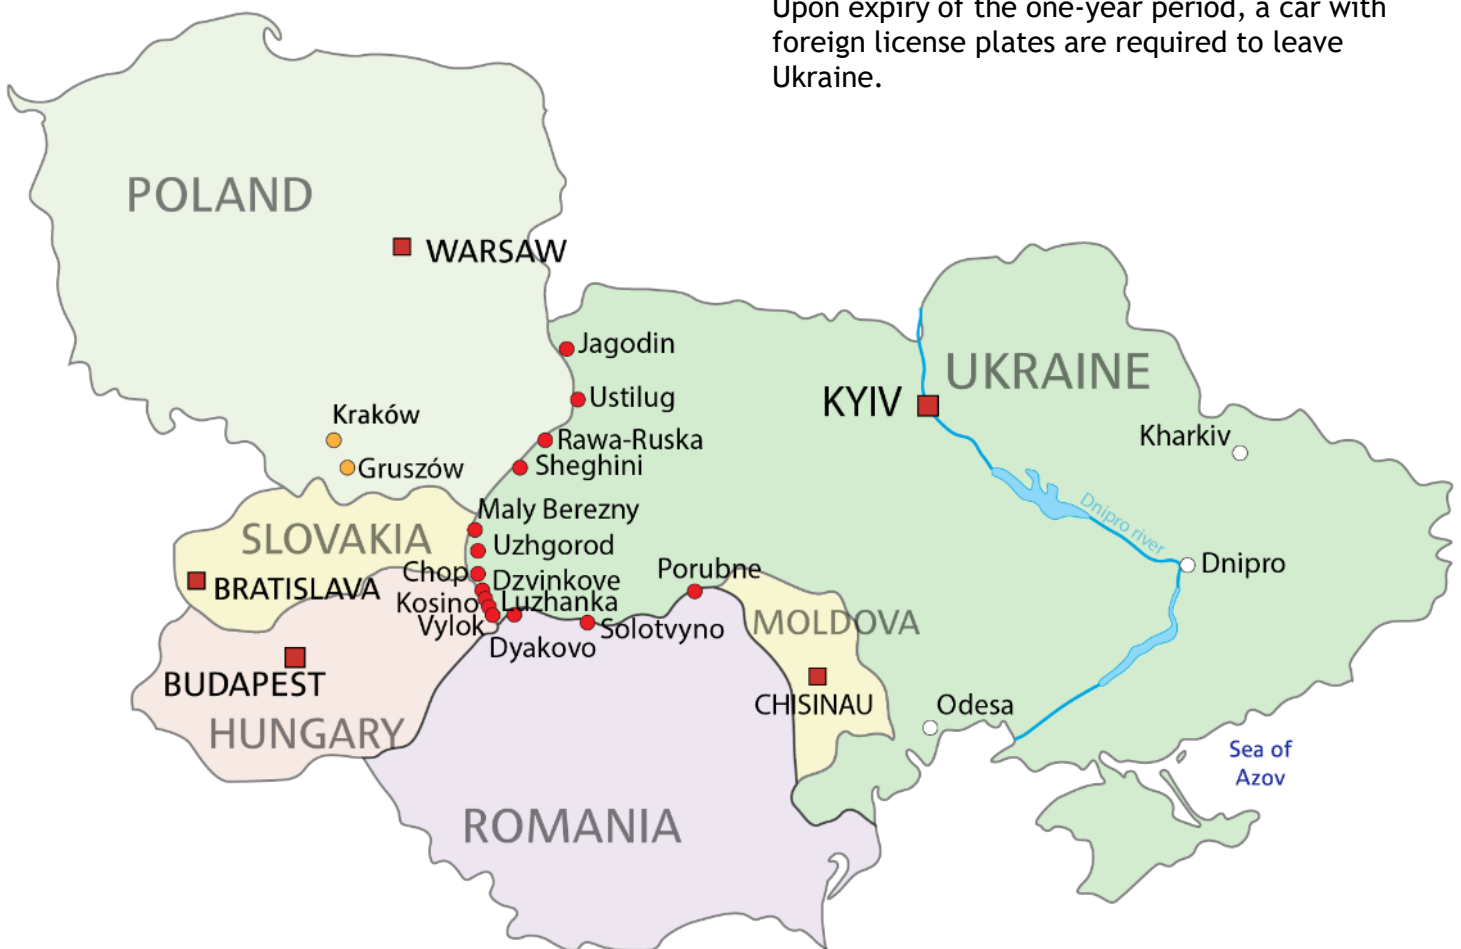 Upon expiry of the one-year period, a car with
foreign license plates are required to leave
Ukraine.
POLAND
WARSAW
Jagodin
UKRAINE
Ustilug
KYIV
Kraków
Rawa-Ruska
Kharkiv
Gruszów
Sheghini
Maly Berezny
Dnipro river
SLOVAKIA
Uzhgorod
Chop
Dzvinkove
Porubne
Dnipro
BRATISLAVA
Kosino
Luzhanka
Vylok
Solotvyno
MOLDOVA
Dyakovo
BUDAPEST
CHISINAU
Odesa
HUNGARY
Sea of
Azov
ROMANIA